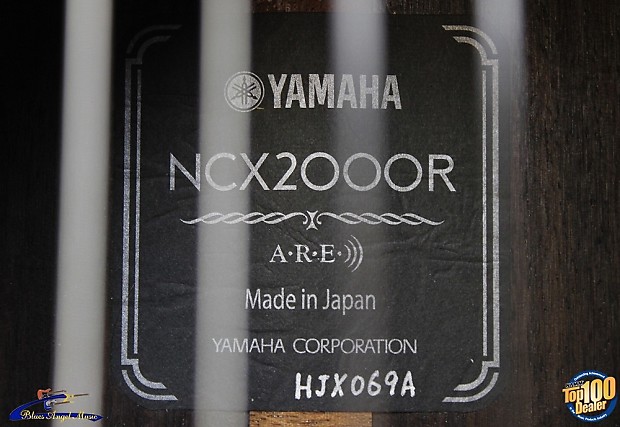 YAMAHA
NCX2000R
A·R·E·
Made in Japan
YAMAHA CORPORATION
HJX069A
Blues Angel Music
Top 100
Dealer